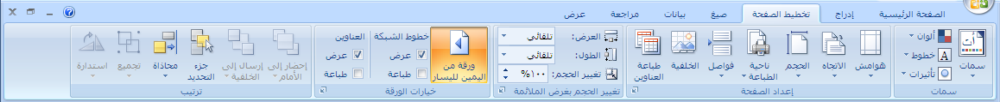 الصفحة الرئيسية إدراج تخطيط الصفحة صيغ بيانات مراجعة عرض
سمات
ألوان
خطوط
تأثيرات
سمات
هوامش
الاتجاه
الحجم
ناحية الطباعة
فواصل
الخلفية
طباعة العناوين
إعداد الصفحة
العرض: تلقائي
الطول: تلقائي
تغيير الحجم: ١٠٠%
تغيير الحجم بغرض الملائمة
ورقة من اليمين لليسار
خطوط الشبكة
عرض
طباعة
العناوين
عرض
طباعة
خيارات الورقة
إحضار إلى الأمام
إرسال إلى الخلفية
جزء التحديد
محاذاة
تجميع
استدارة
ترتيب